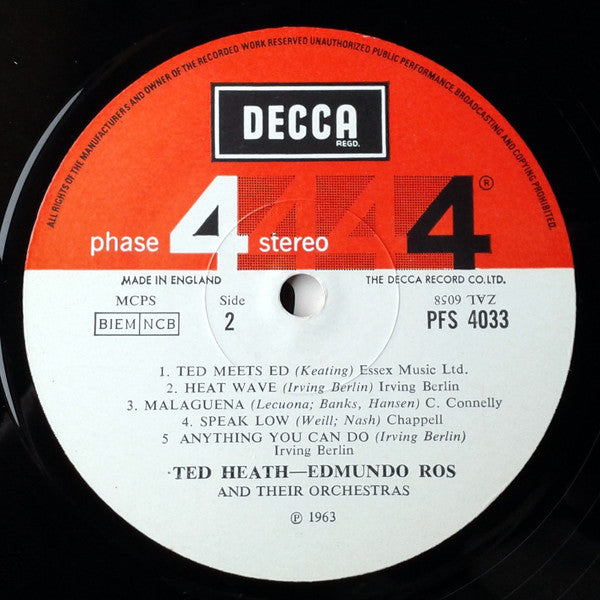 ALL RIGHTS OF THE MANUFACTURERS AND OWNER OF THE RECORDED WORK RESERVED UNAUTHORIZED PUBLIC PERFORMANCE, BROADCASTING AND COPYING PROHIBITED.
DECCA
REGD.
phase 4 stereo 4 4 4 ®
MADE IN ENGLAND THE DECCA RECORD CO. LTD.
MCPS Side ZAL 6058
BIEM NCB 2 PFS 4033
1. TED MEETS ED (Keating) Essex Music Ltd.
2. HEAT WAVE (Irving Berlin) Irving Berlin
3. MALAGUENA (Lecuona; Banks, Hansen) C. Connelly
4. SPEAK LOW (Weill; Nash) Chappell
5 ANYTHING YOU CAN DO (Irving Berlin)
Irving Berlin
TED HEATH—EDMUNDO ROS
AND THEIR ORCHESTRAS
℗ 1963